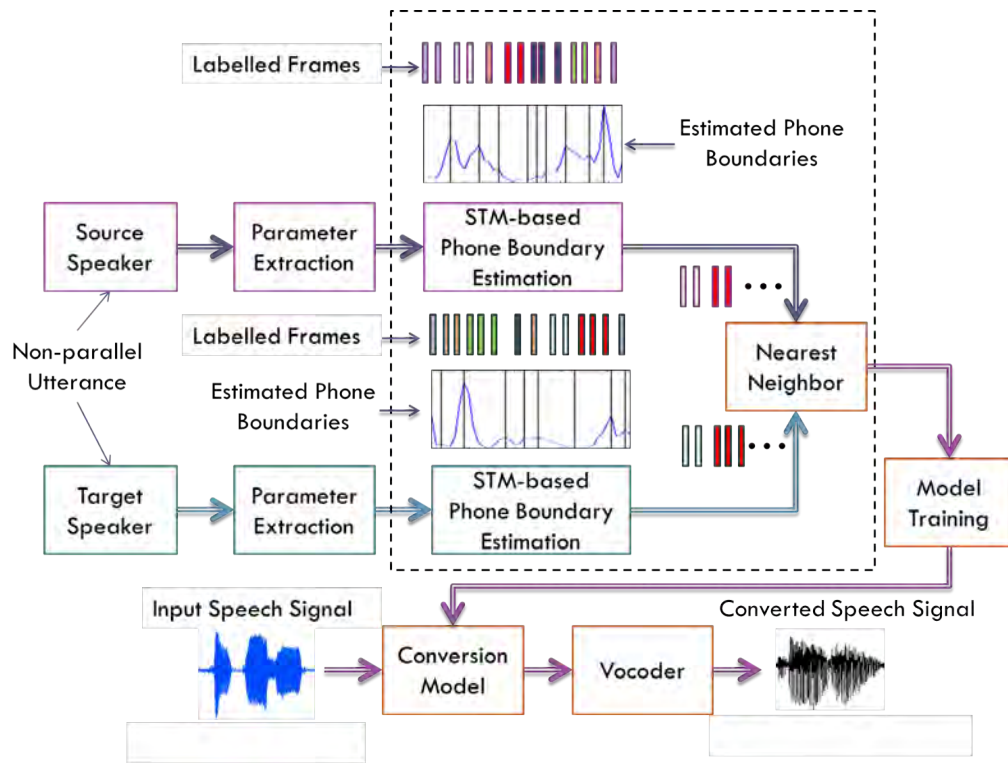 Labelled Frames
Estimated Phone
Boundaries
Source
Speaker
Parameter
Extraction
STM-based
Phone Boundary
Estimation
Labelled Frames
Non-parallel
Utterance
Nearest
Neighbor
Estimated Phone
Boundaries
Target
Speaker
Parameter
Extraction
STM-based
Phone Boundary
Estimation
Model
Training
Input Speech Signal
Converted Speech Signal
Conversion
Model
Vocoder